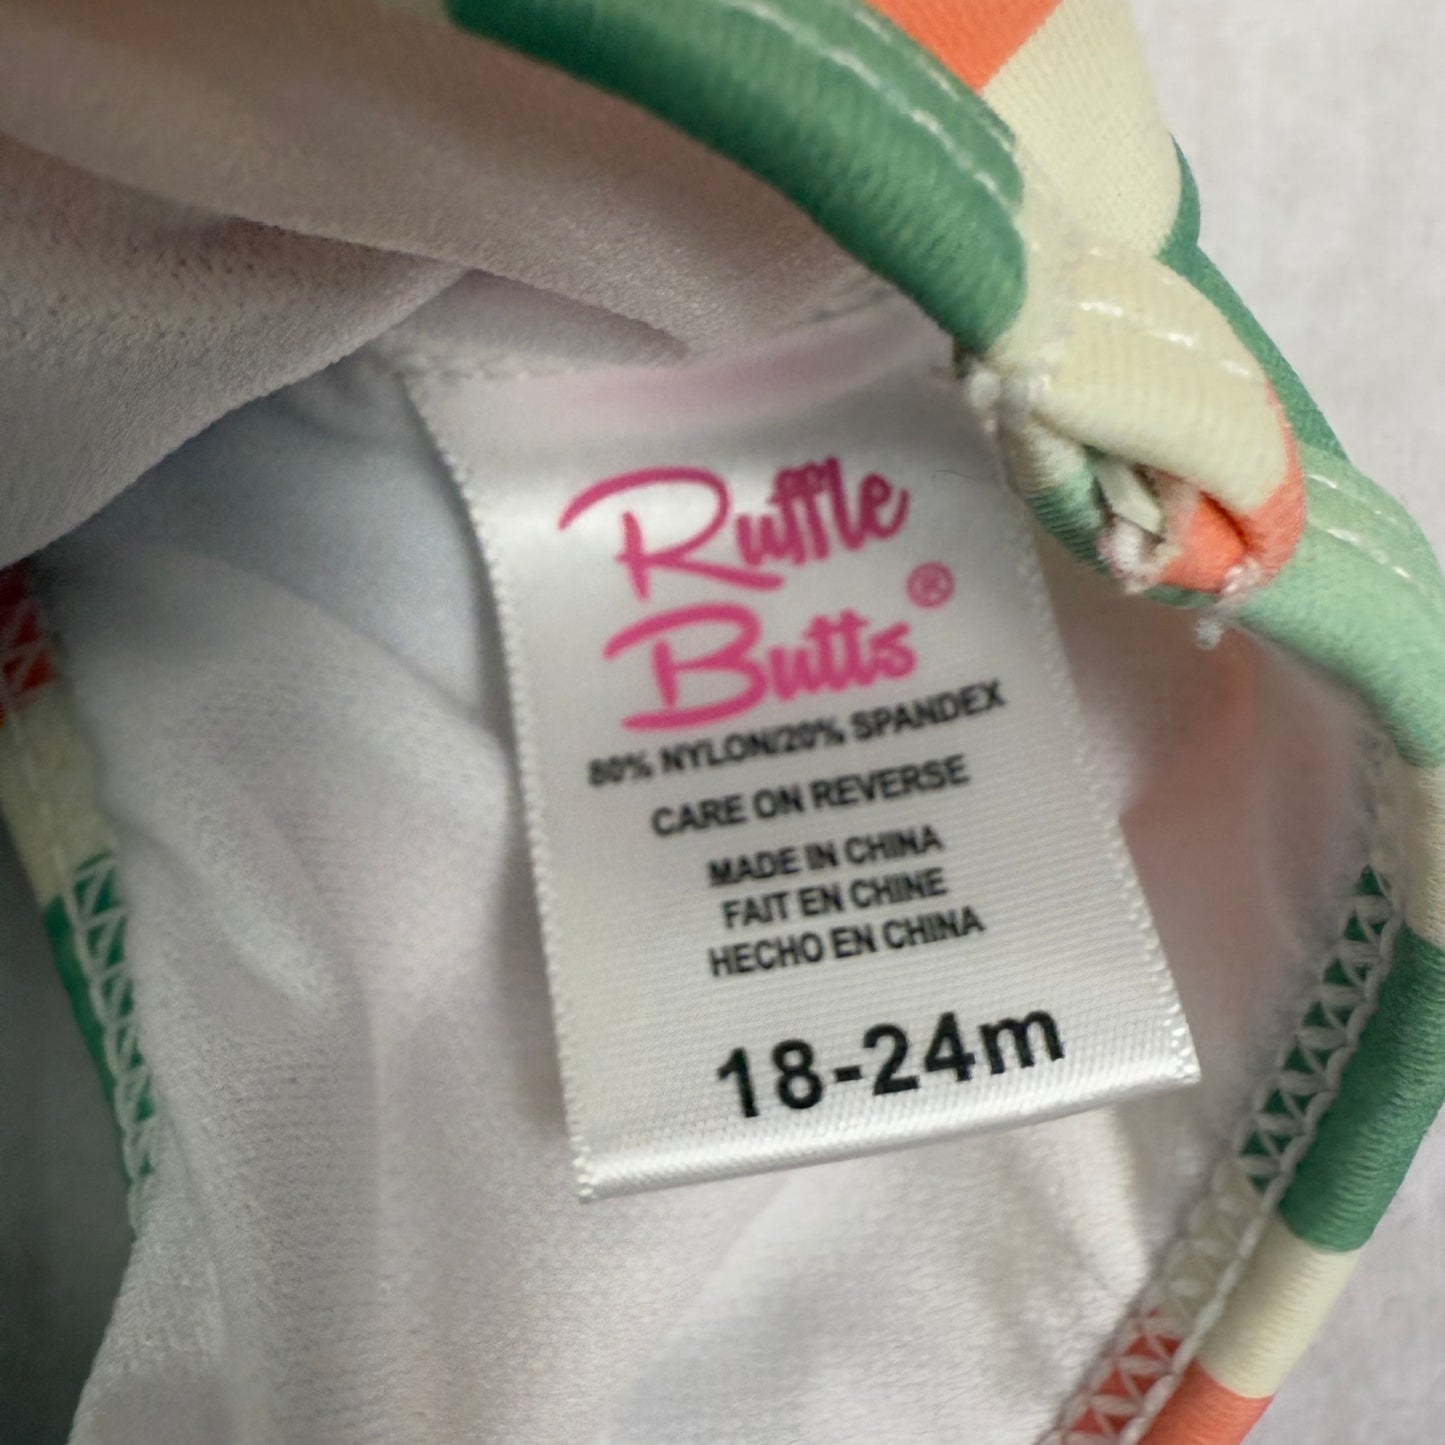 Ruffle
Butts®
80% NYLON/20% SPANDEX
CARE ON REVERSE
MADE IN CHINA
FAIT EN CHINE
HECHO EN CHINA
18-24m